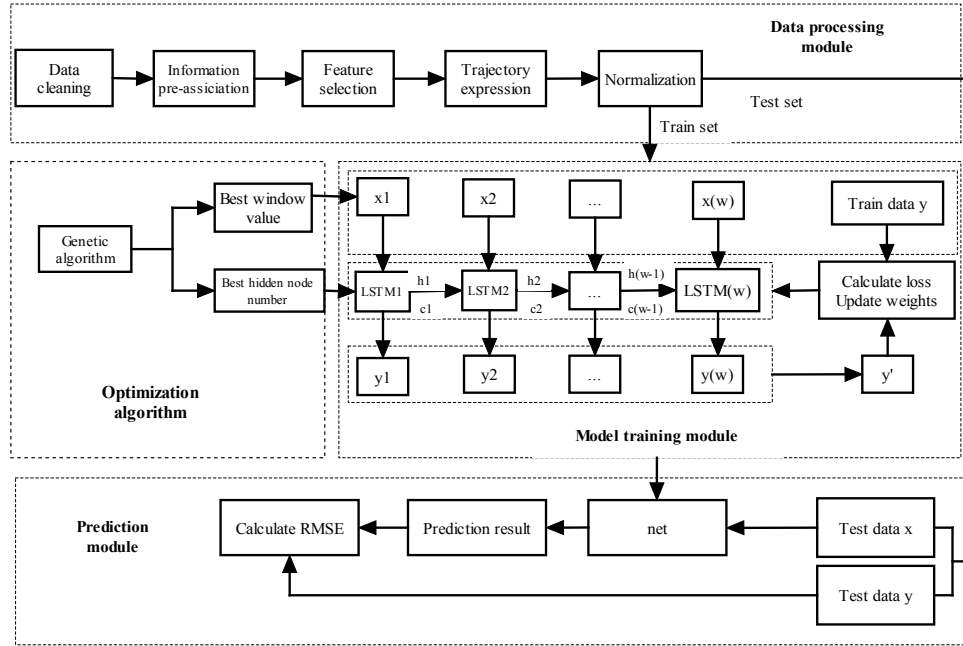 Data processing
module
Data
cleaning
Information
pre-assiciation
Feature
selection
Trajectory
expression
Normalization
Test set
Train set
Best window
value
x1
x2
...
x(w)
Train data y
Genetic
algorithm
Best hidden node
number
LSTM1
h1
c1
LSTM2
h2
c2
...
h(w-1)
c(w-1)
LSTM(w)
Calculate loss
Update weights
y1
y2
...
y(w)
y'
Optimization
algorithm
Model training module
Prediction
module
Calculate RMSE
Prediction result
net
Test data x
Test data y